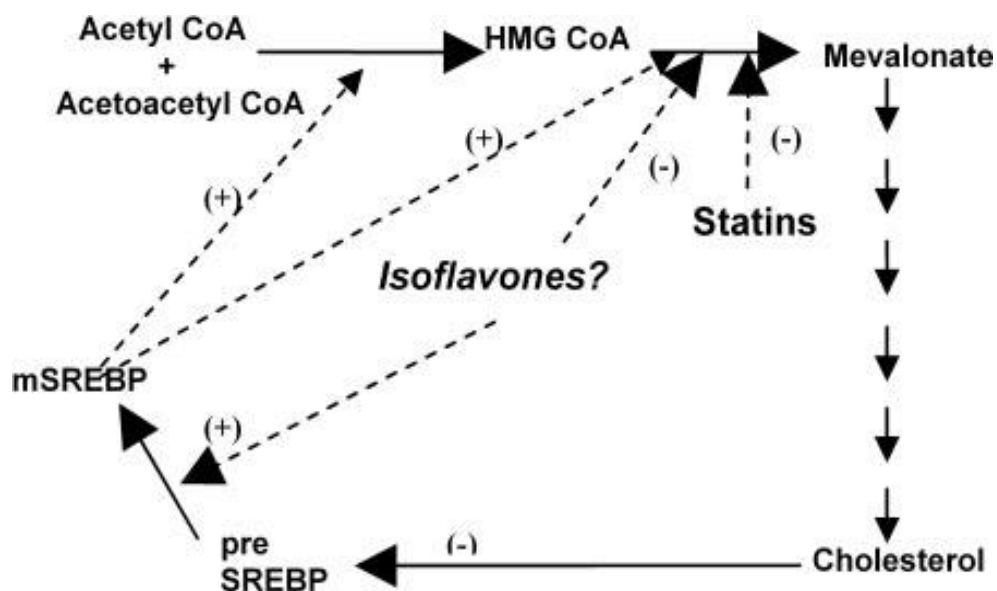 Acetyl CoA
+
Acetoacetyl CoA
HMG CoA
Mevalonate
(+)
(+)
(-)
(-)
Statins
Isoflavones?
mSREBP
(+)
pre
SREBP
(-)
Cholesterol